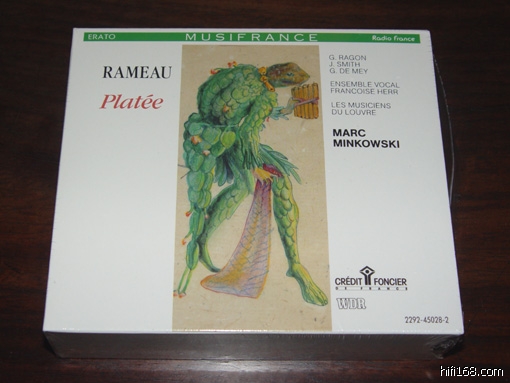 ERATO
MUSIFRANCE
Radio France
RAMEAU
Platée
G. RAGON
J. SMITH
G. DE MEY
ENSEMBLE VOCAL
FRANCOISE HERR
LES MUSICIENS
DU LOUVRE
MARC
MINKOWSKI
CRÉDIT FONCIER
DE FRANCE
WDR
2292-45028-2
hifi168.com